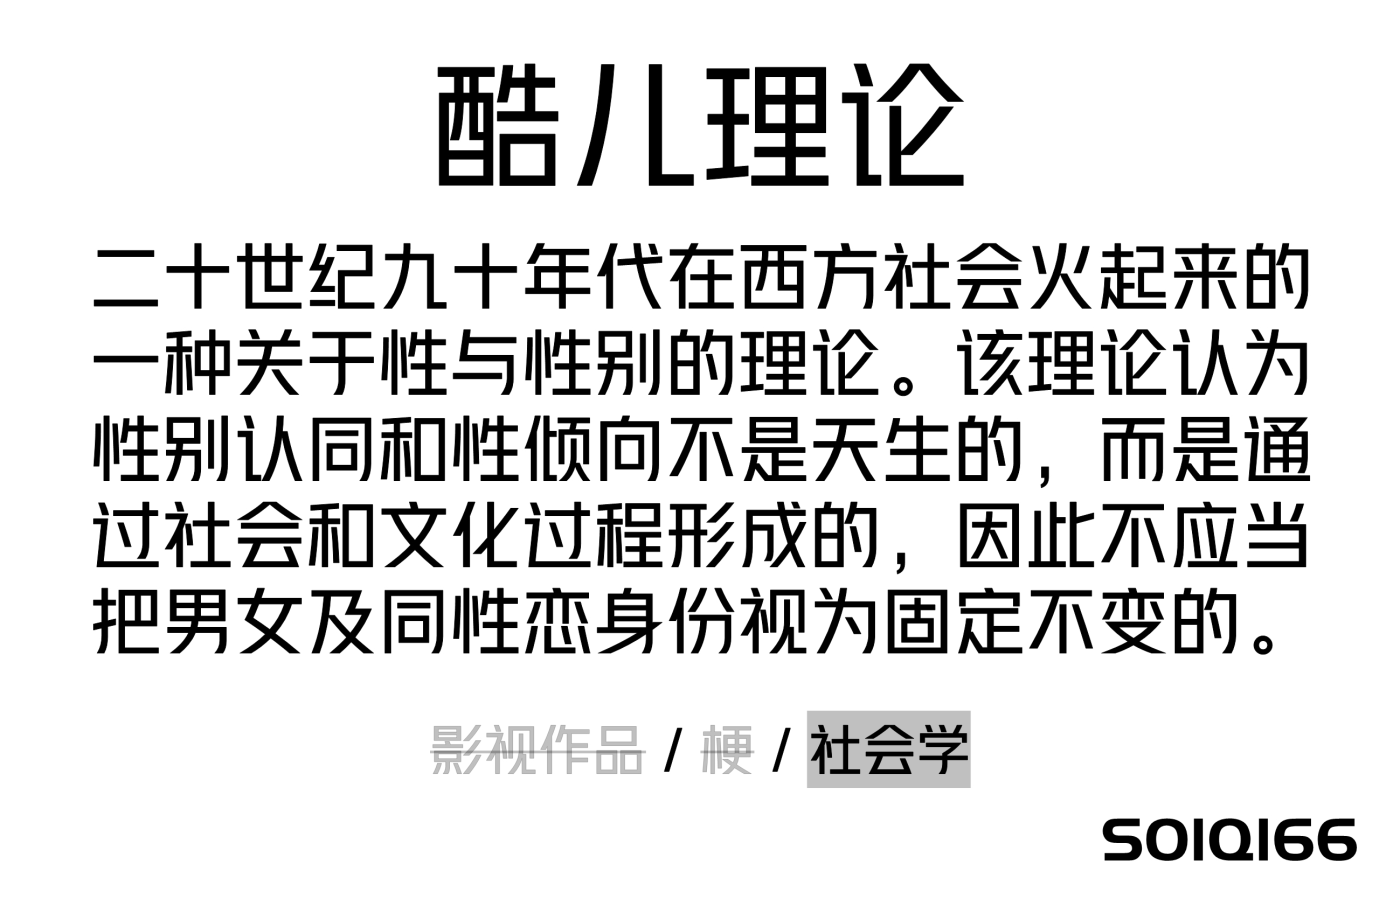 酷儿理论
二十世纪九十年代在西方社会火起来的
一种关于性与性别的理论。该理论认为
性别认同和性倾向不是天生的，而是通
过社会和文化过程形成的，因此不应当
把男女及同性恋身份视为固定不变的。
影视作品 / 梗 / 社会学
SOIQI66